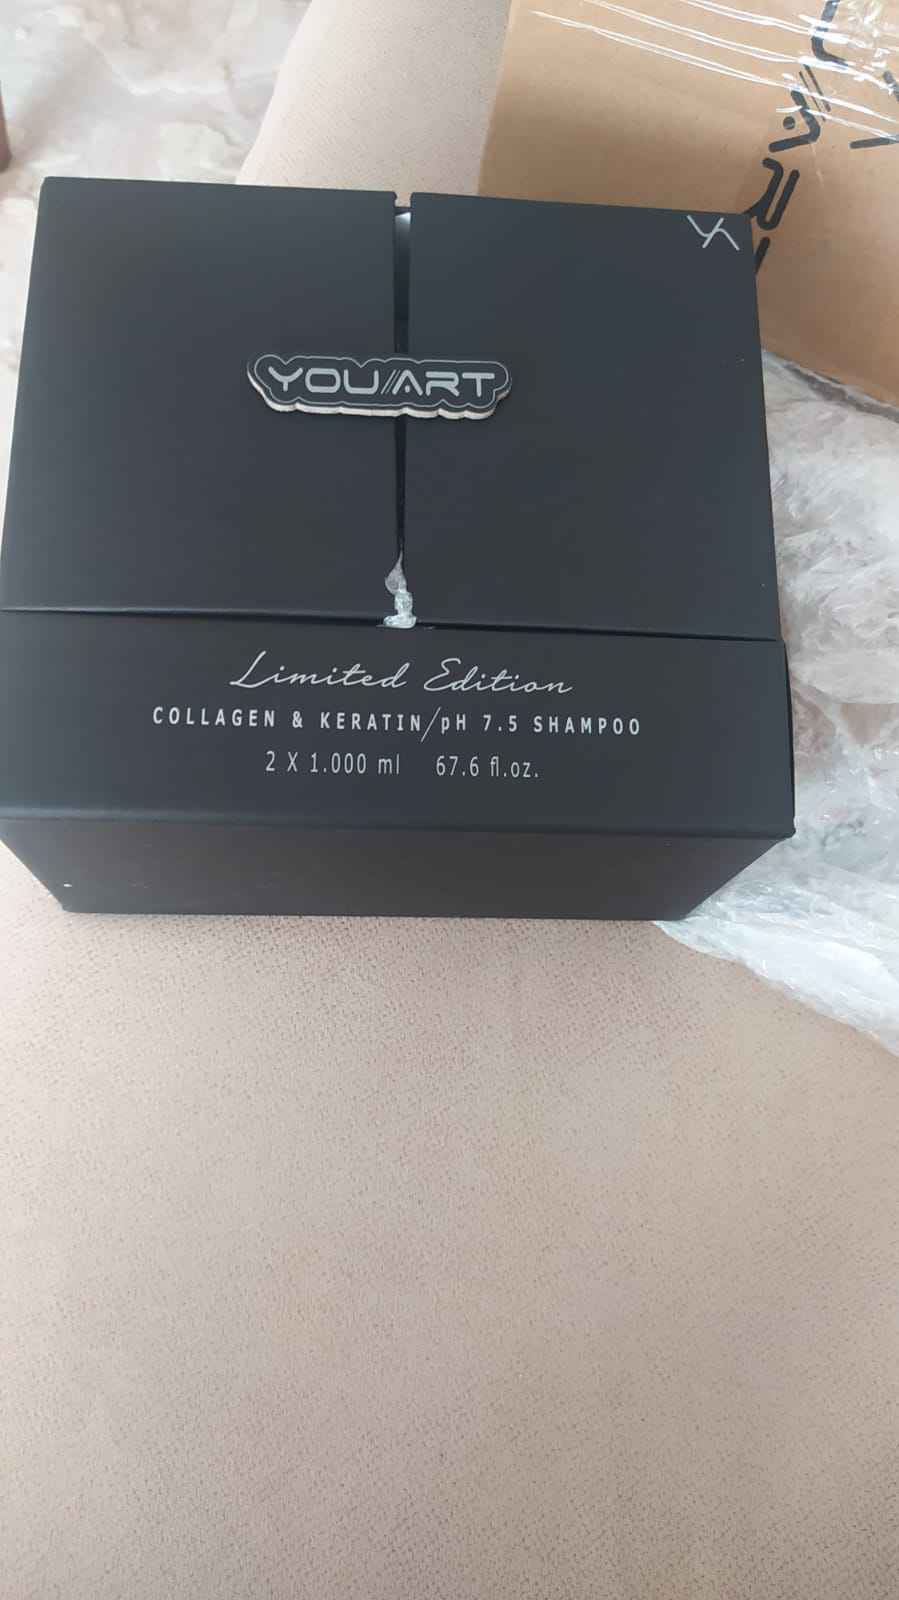 YOU//ART
Limited Edition
COLLAGEN & KERATIN/pH 7.5 SHAMPOO
2 X 1.000 ml 67.6 fl.oz.